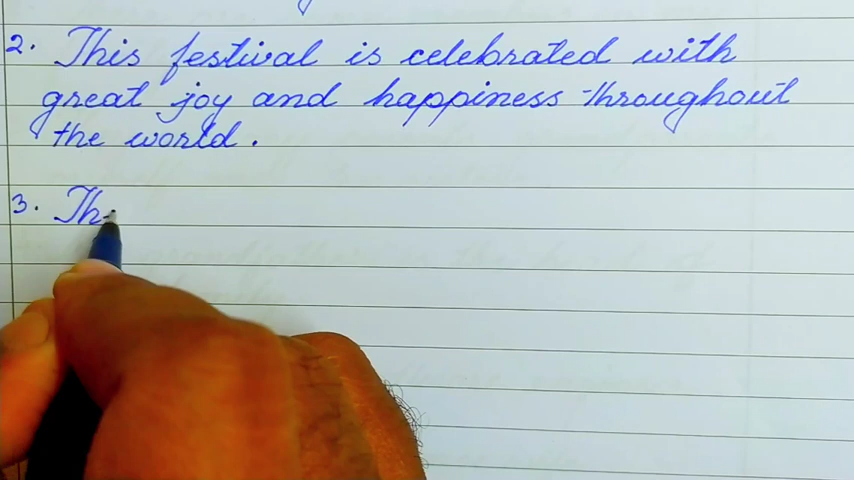 2. This festival is celebrated with
great joy and happiness throughout
the world.
3. Th